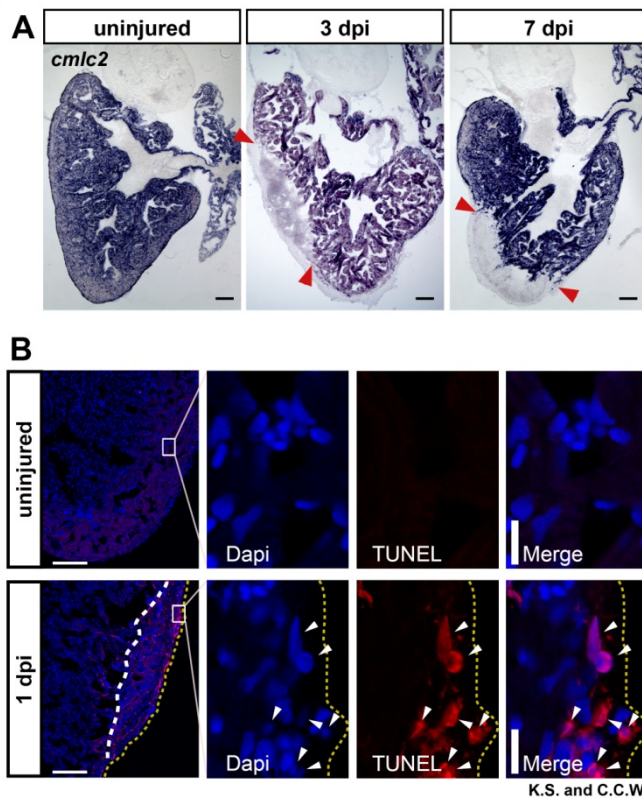 A
uninjured
3 dpi
7 dpi
cmlc2
B
uninjured
Dapi
TUNEL
Merge
1 dpi
Dapi
TUNEL
Merge
K.S. and C.C.W